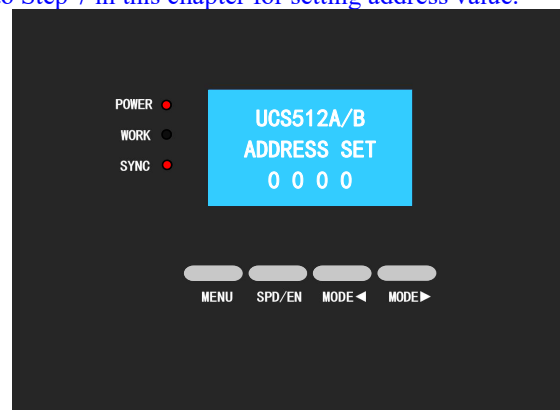 to Step 7 in this chapter for setting address value.
POWER
WORK
SYNC
UCS512A/B
ADDRESS SET
0 0 0 0
MENU SPD/EN MODE◀ MODE▶